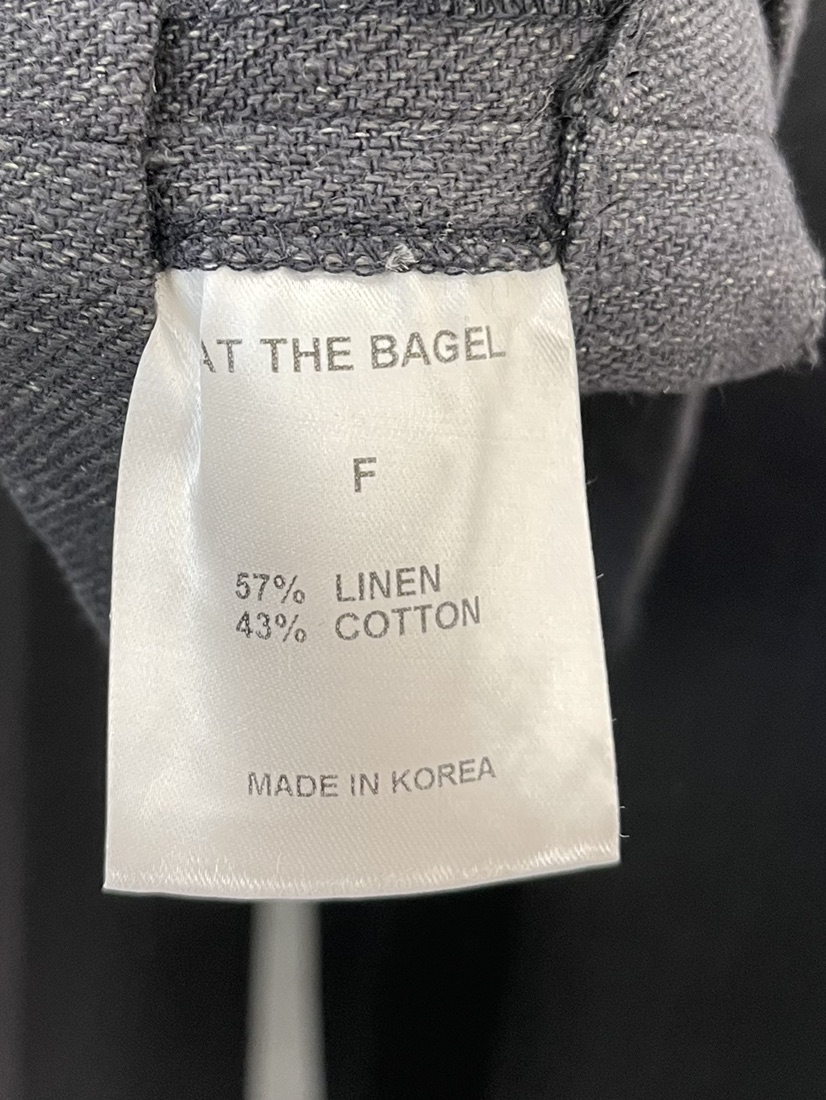 AT THE BAGEL
F
57% LINEN
43% COTTON
MADE IN KOREA